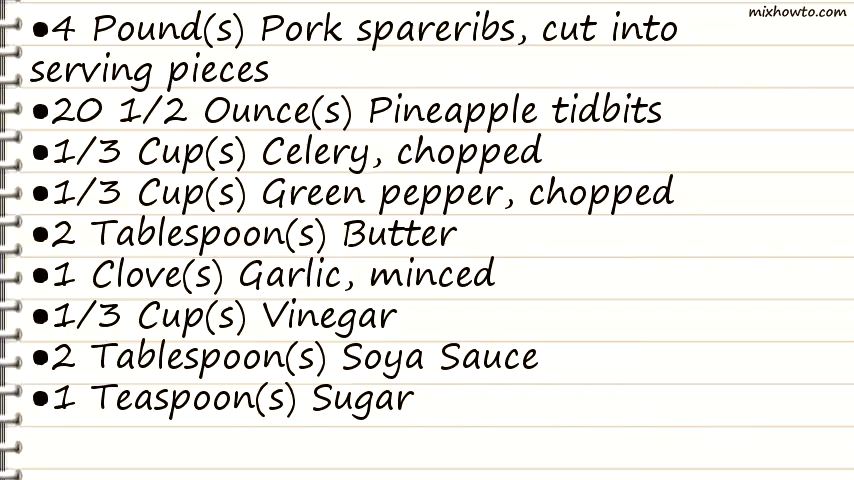 mixhowto.com
•4 Pound(s) Pork spareribs, cut into
serving pieces
•20 1/2 Ounce(s) Pineapple tidbits
•1/3 Cup(s) Celery, chopped
•1/3 Cup(s) Green pepper, chopped
•2 Tablespoon(s) Butter
•1 Clove(s) Garlic, minced
•1/3 Cup(s) Vinegar
•2 Tablespoon(s) Soya Sauce
•1 Teaspoon(s) Sugar